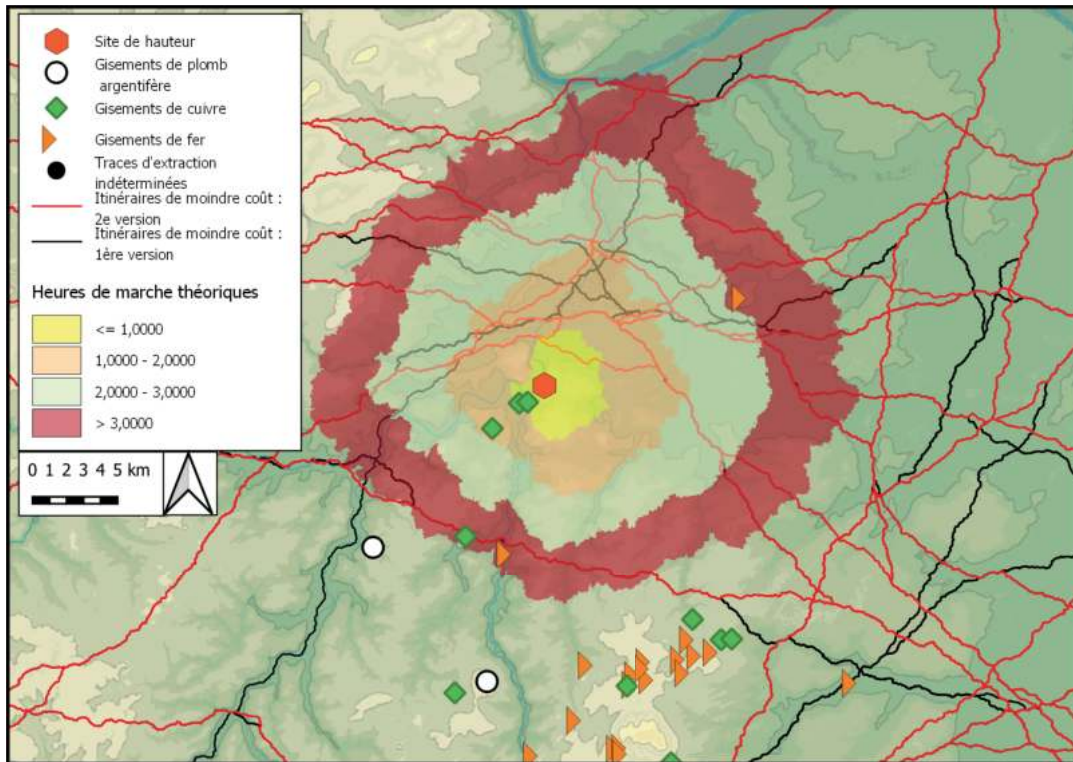 Site de hauteur
Gisements de plomb
argentifère
Gisements de cuivre
Gisements de fer
Traces d'extraction
indéterminées
Itinéraires de moindre coût :
2e version
Itinéraires de moindre coût :
1ère version
Heures de marche théoriques
<= 1,0000
1,0000 - 2,0000
2,0000 - 3,0000
> 3,0000
0 1 2 3 4 5 km